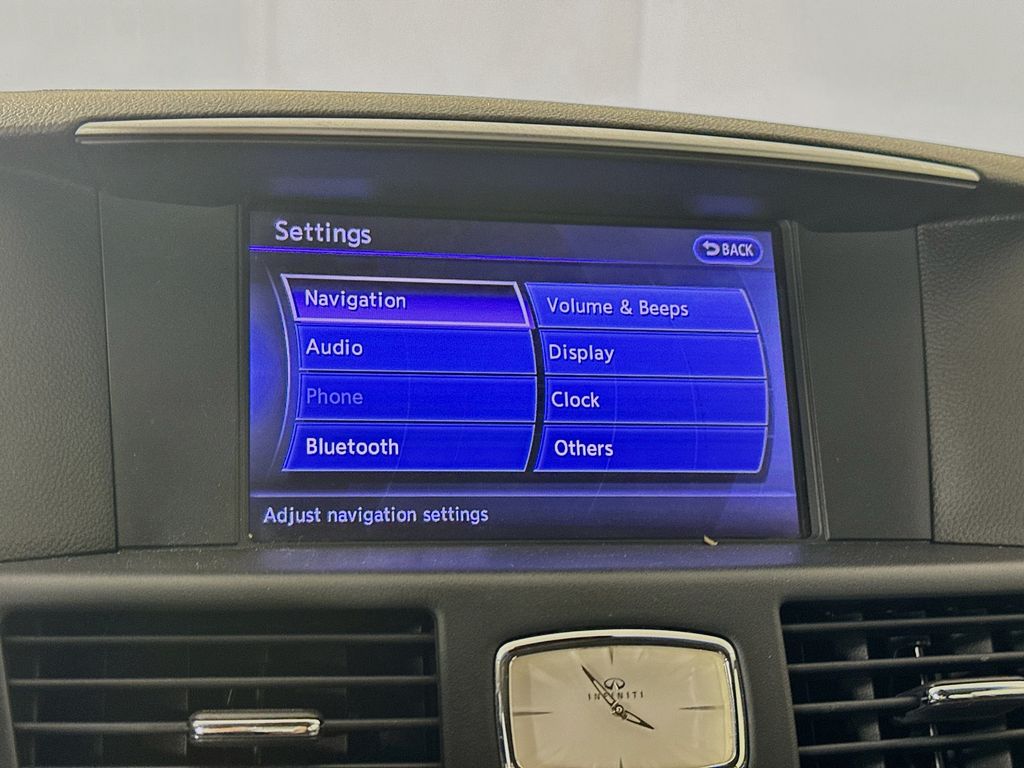 Settings
BACK
Navigation
Volume & Beeps
Audio
Display
Phone
Clock
Bluetooth
Others
Adjust navigation settings
INFINITI